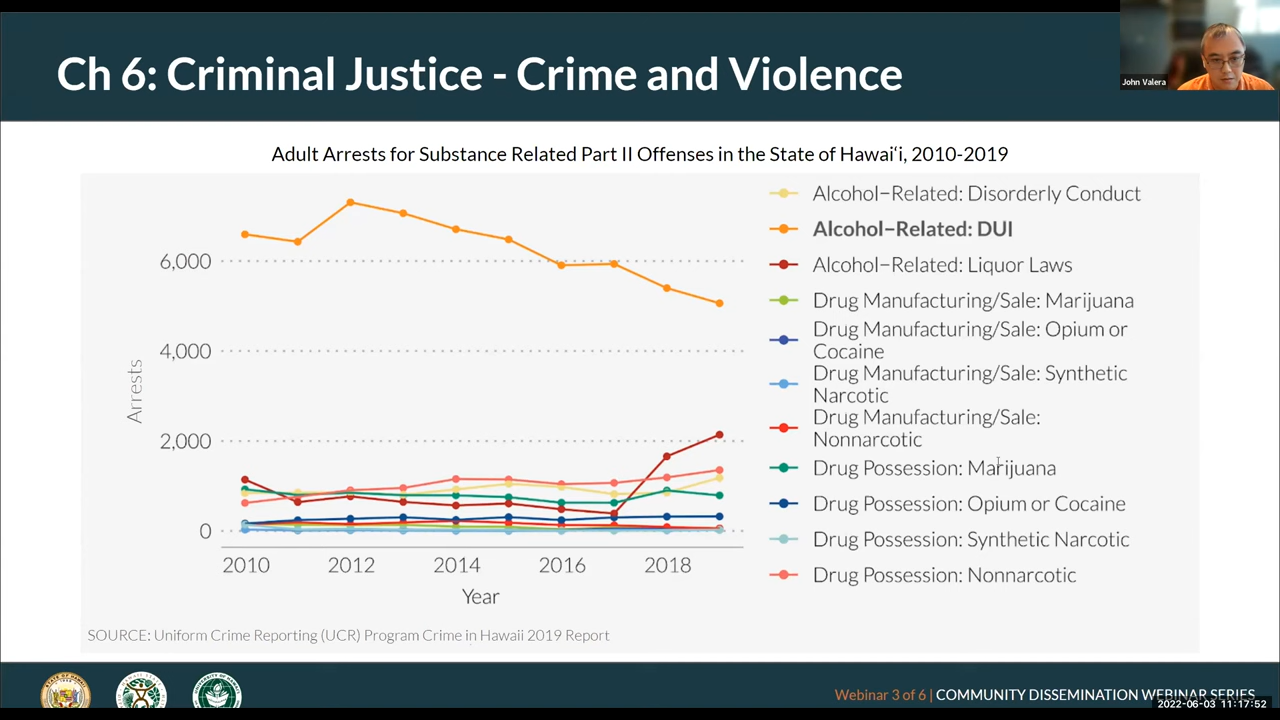 Ch 6: Criminal Justice - Crime and Violence
John Valera
Adult Arrests for Substance Related Part II Offenses in the State of Hawaiʻi, 2010-2019
Alcohol−Related: Disorderly Conduct
Alcohol−Related: DUI
Alcohol−Related: Liquor Laws
Drug Manufacturing/Sale: Marijuana
Drug Manufacturing/Sale: Opium or
Cocaine
Drug Manufacturing/Sale: Synthetic
Narcotic
Drug Manufacturing/Sale:
Nonnarcotic
Drug Possession: Marijuana
Drug Possession: Opium or Cocaine
Drug Possession: Synthetic Narcotic
Drug Possession: Nonnarcotic
6,000
4,000
2,000
0
Arrests
2010 2012 2014 2016 2018
Year
SOURCE: Uniform Crime Reporting (UCR) Program Crime in Hawaii 2019 Report
Webinar 3 of 6 | COMMUNITY DISSEMINATION WEBINAR SERIES
2022-06-03 11:17:52